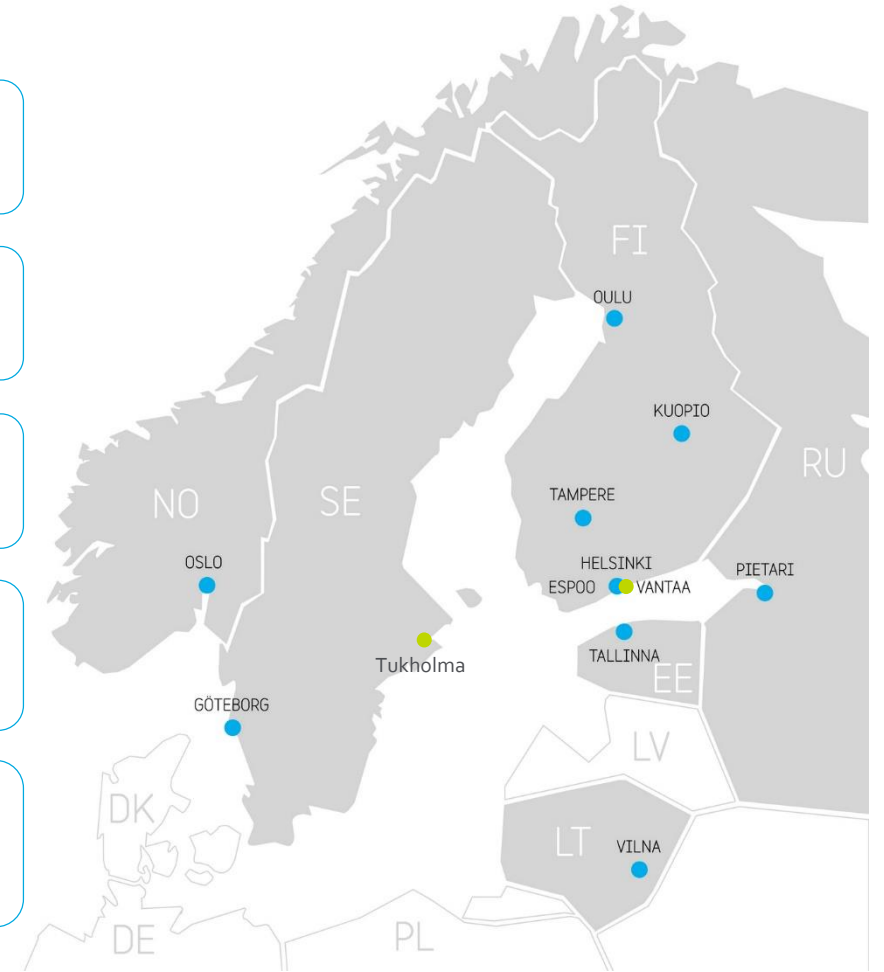 FI
OULU
KUOPIO
RU
TAMPERE
NO
SE
OSLO
HELSINKI
ESPOO
VANTAA
PIETARI
Tukholma
TALLINNA
EE
GÖTEBORG
LV
DK
LT
VILNA
DE
PL